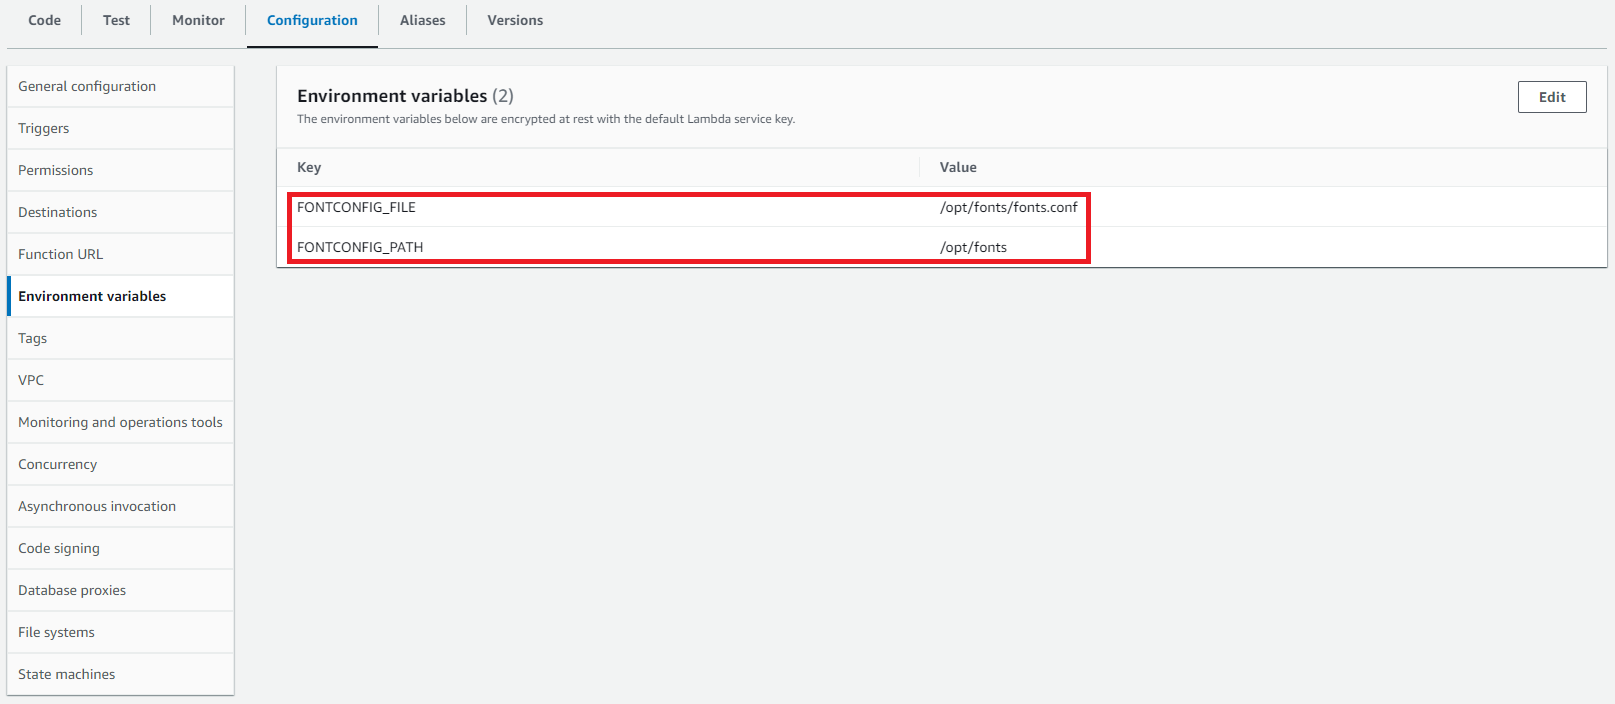 Code Test Monitor Configuration Aliases Versions
General configuration
Triggers
Permissions
Destinations
Function URL
Environment variables
Tags
VPC
Monitoring and operations tools
Concurrency
Asynchronous invocation
Code signing
Database proxies
File systems
State machines
Environment variables (2)
Edit
The environment variables below are encrypted at rest with the default Lambda service key.
Key Value
FONTCONFIG_FILE /opt/fonts/fonts.conf
FONTCONFIG_PATH /opt/fonts